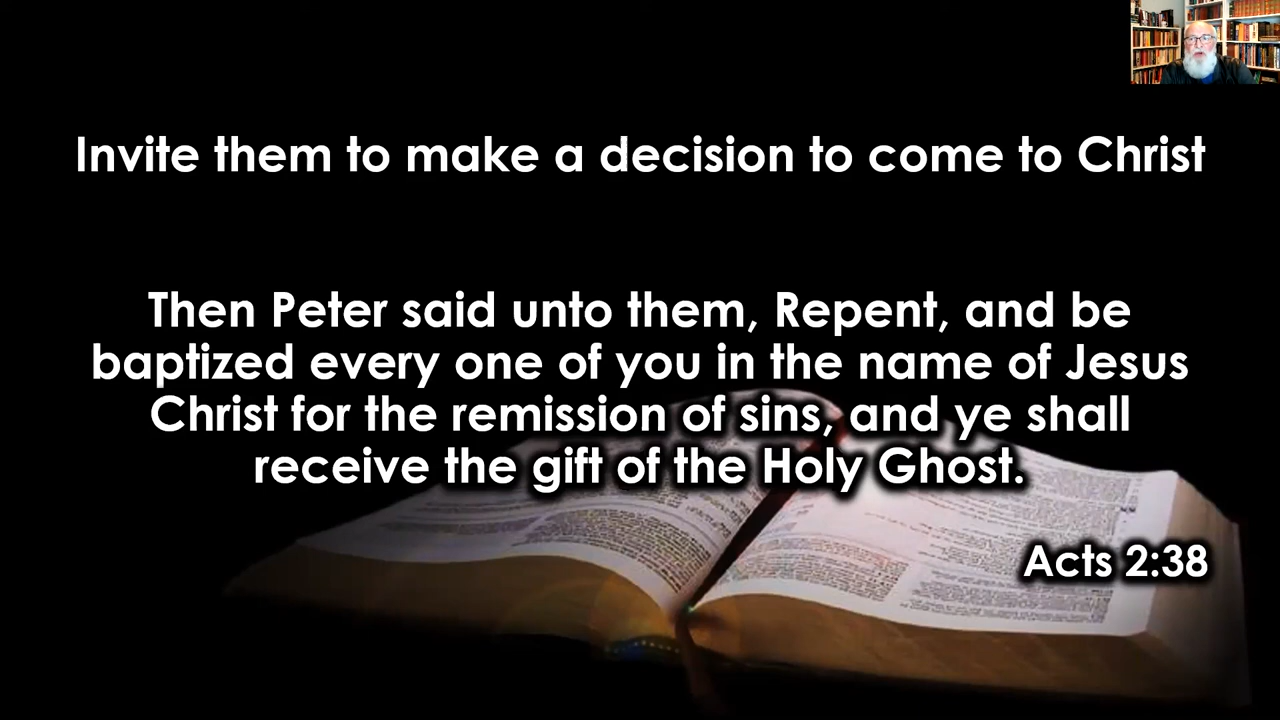 Invite them to make a decision to come to Christ
Then Peter said unto them, Repent, and be
baptized every one of you in the name of Jesus
Christ for the remission of sins, and ye shall
receive the gift of the Holy Ghost.
Acts 2:38